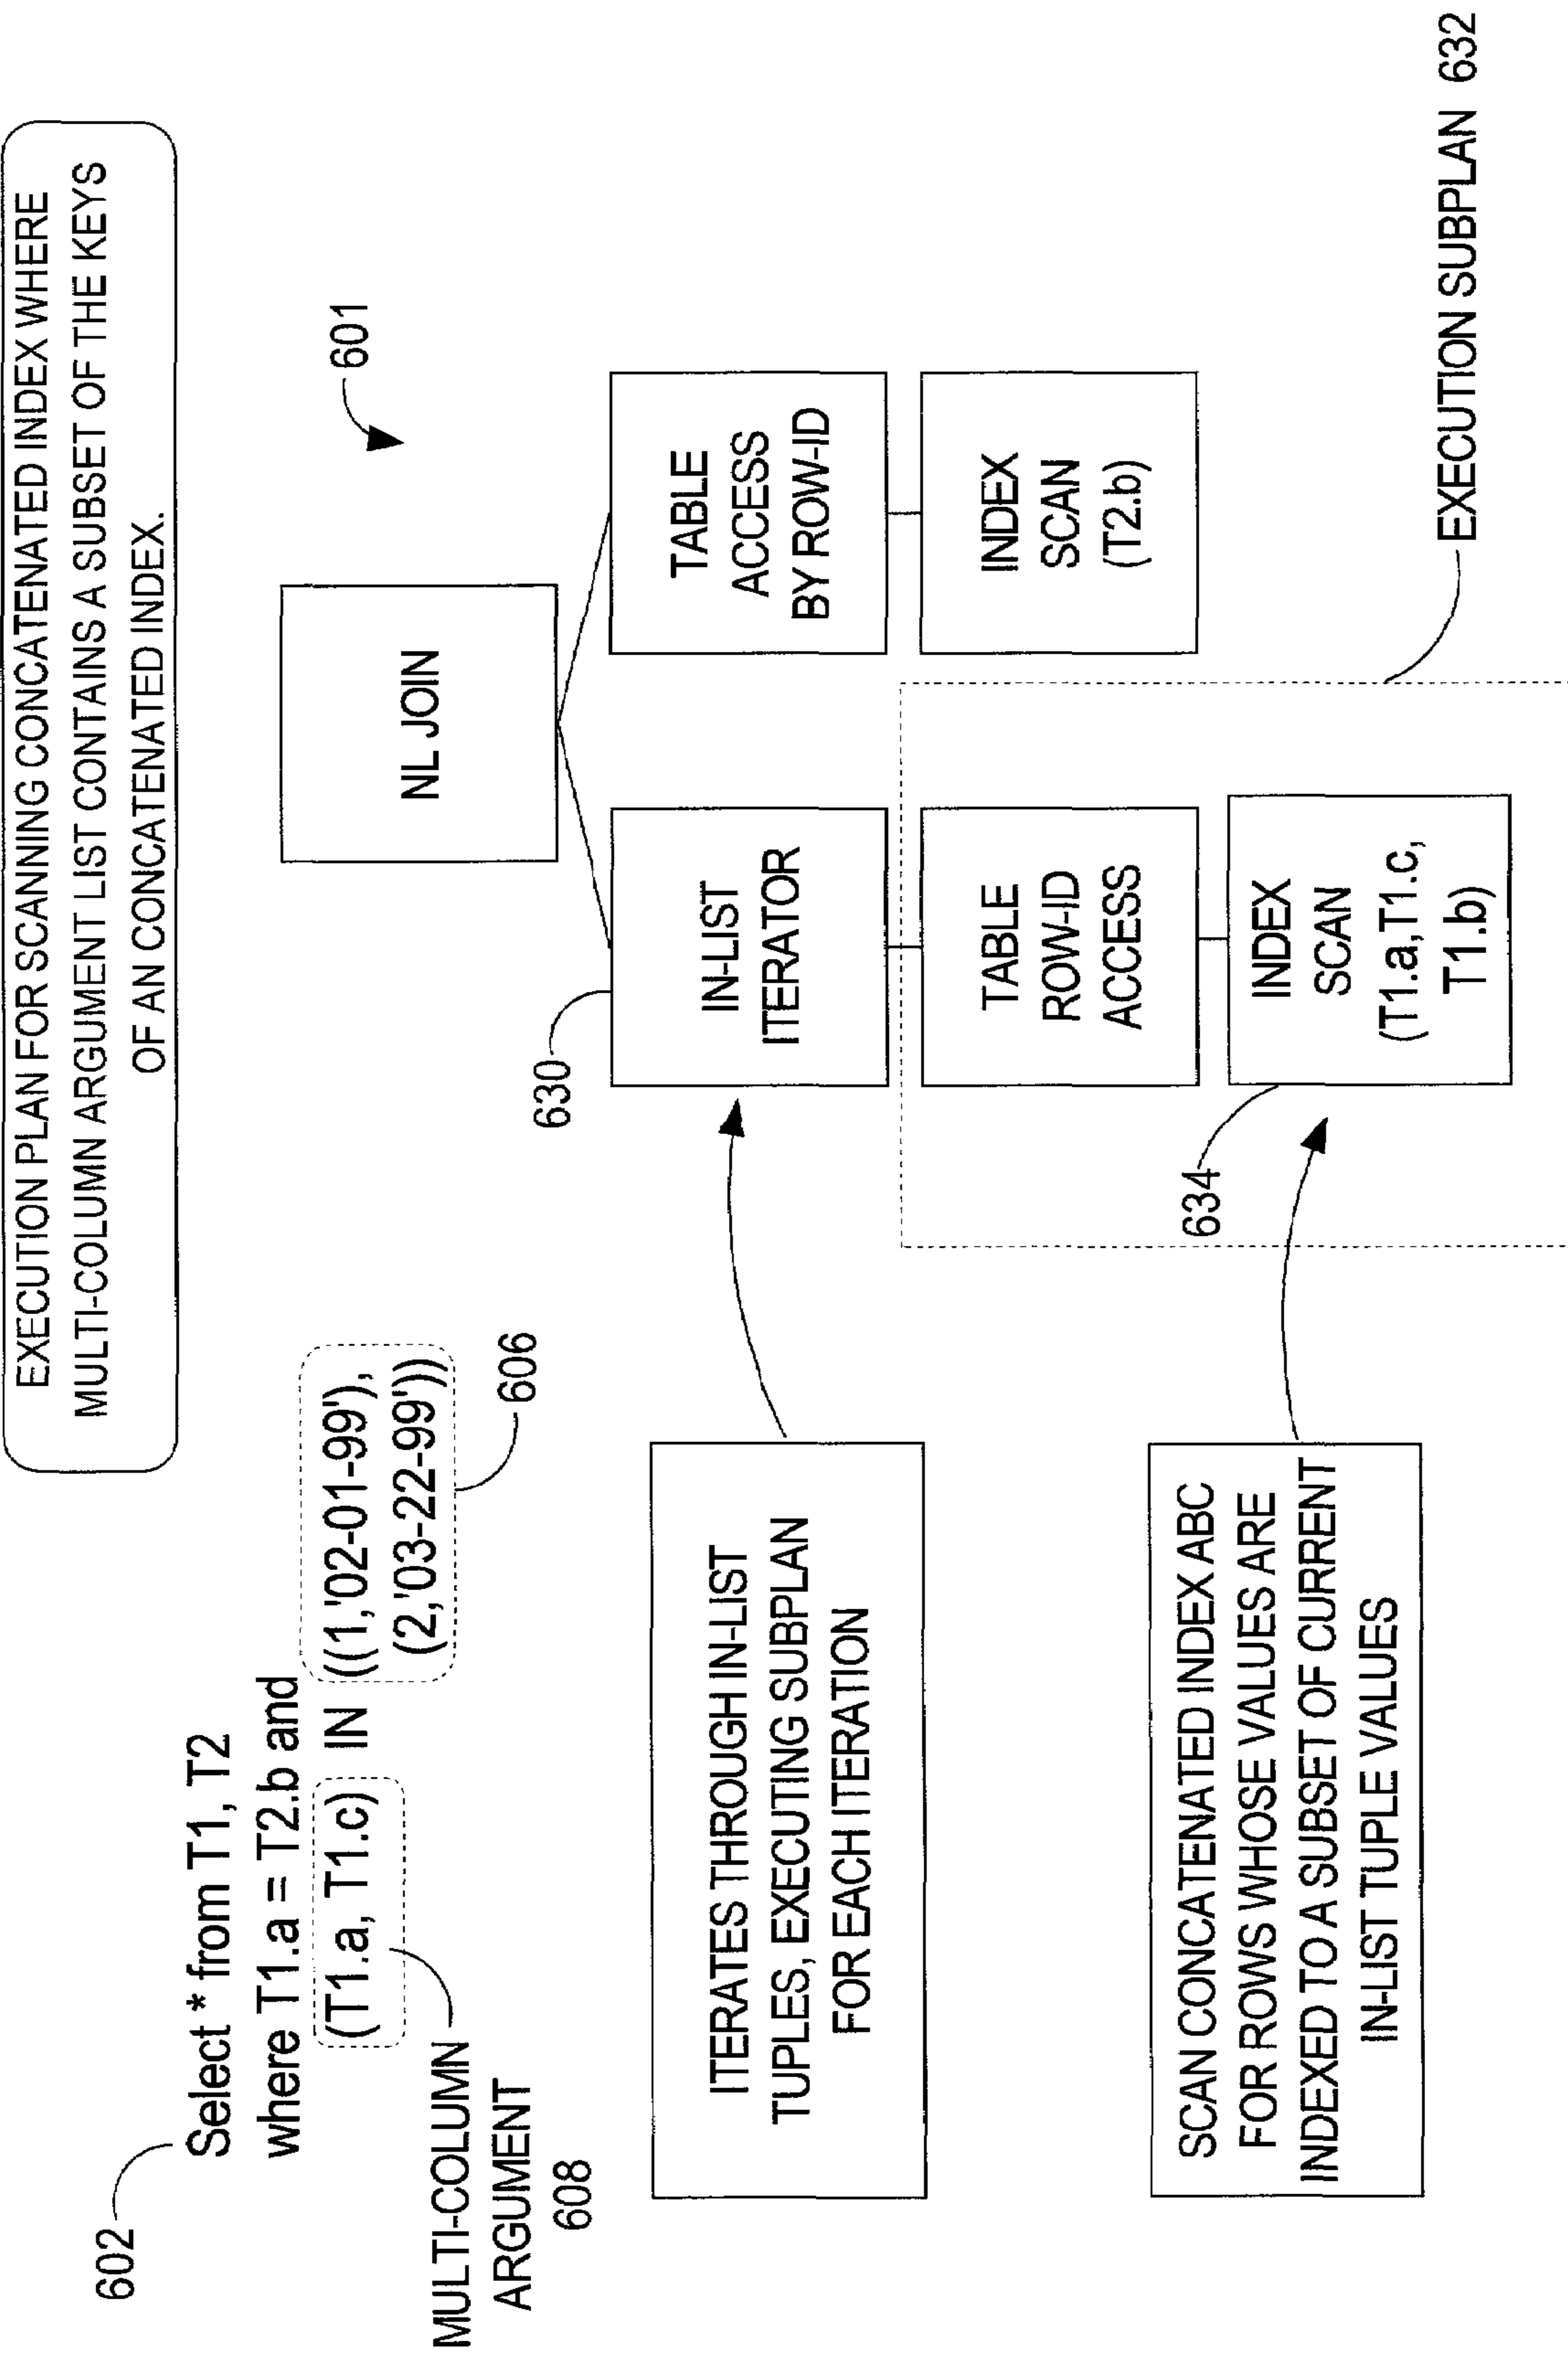 EXECUTION PLAN FOR SCANNING CONCATENATED INDEX WHERE
MULTI-COLUMN ARGUMENT LIST CONTAINS A SUBSET OF THE KEYS
OF AN CONCATENATED INDEX.
602
Select * from T1, T2
where T1.a = T2.b and
(T1.a, T1.c) IN ((1,'02-01-99'),
(2,'03-22-99'))
606
MULTI-COLUMN
ARGUMENT
608
601
NL JOIN
630
IN-LIST
ITERATOR
TABLE
ACCESS
BY ROW-ID
ITERATES THROUGH IN-LIST
TUPLES, EXECUTING SUBPLAN
FOR EACH ITERATION
TABLE
ROW-ID
ACCESS
INDEX
SCAN
(T2.b)
634
INDEX
SCAN
(T1.a,T1.c,
T1.b)
SCAN CONCATENATED INDEX ABC
FOR ROWS WHOSE VALUES ARE
INDEXED TO A SUBSET OF CURRENT
IN-LIST TUPLE VALUES
EXECUTION SUBPLAN 632